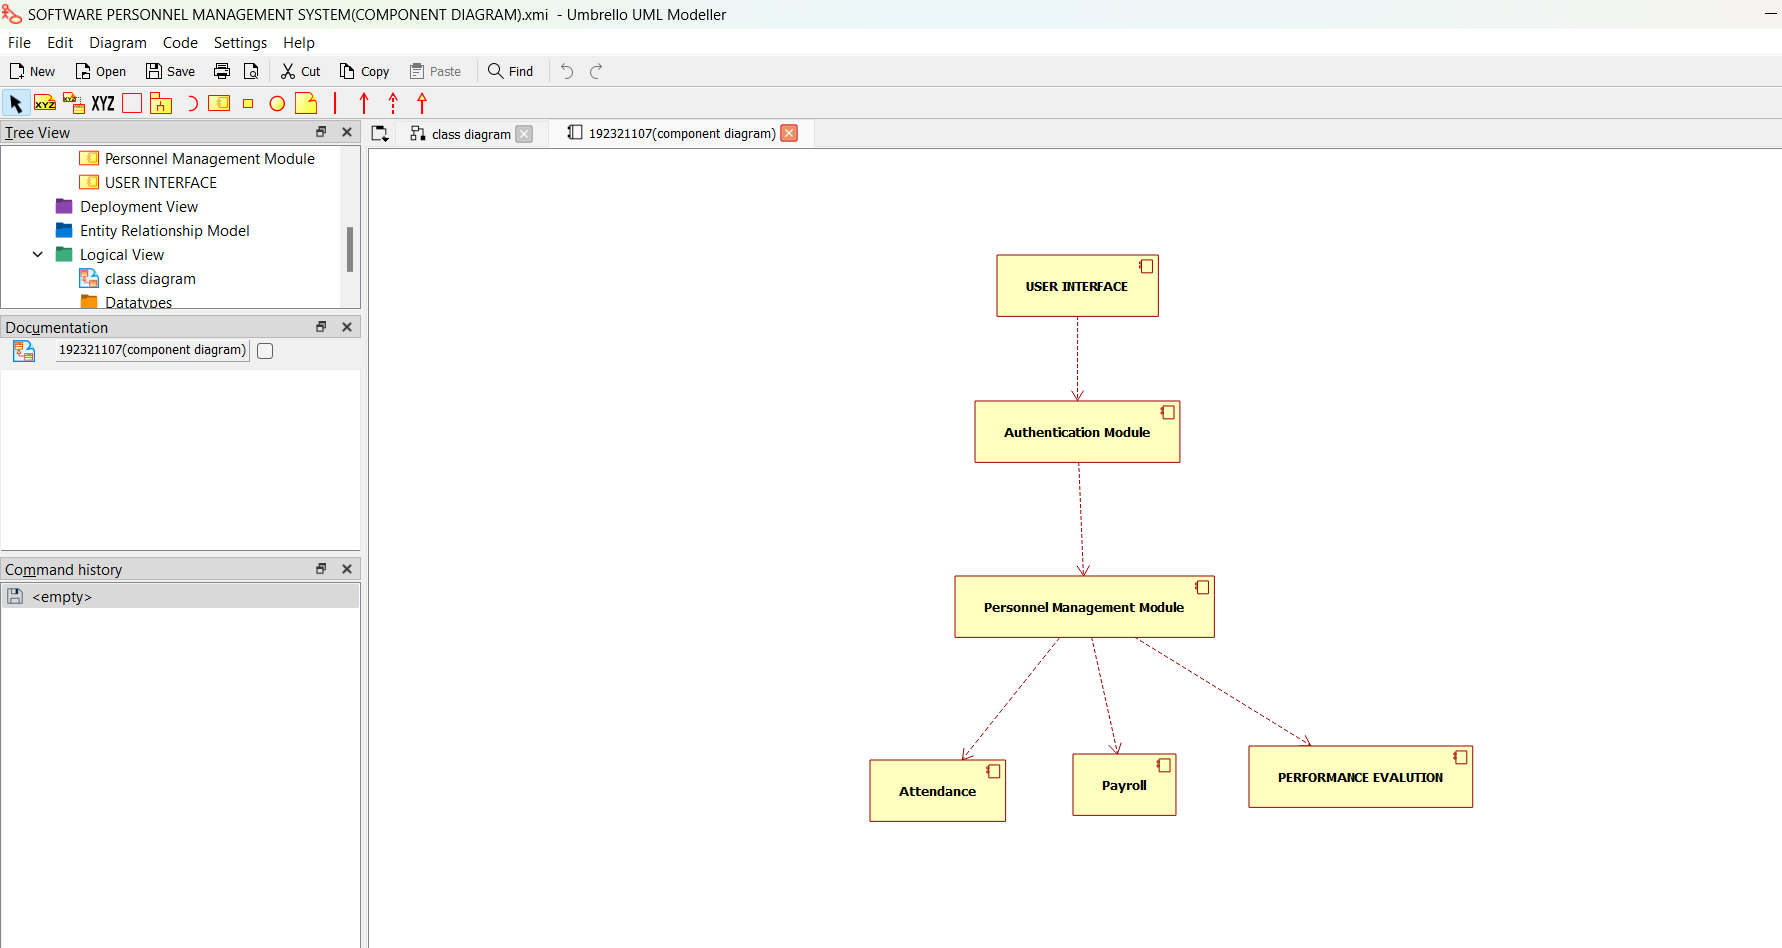 SOFTWARE PERSONNEL MANAGEMENT SYSTEM(COMPONENT DIAGRAM).xmi - Umbrello UML Modeller
File Edit Diagram Code Settings Help
New Open Save Cut Copy Paste Find
XYZ XYZ XYZ
Tree View
class diagram
192321107(component diagram)
Personnel Management Module
USER INTERFACE
Deployment View
Entity Relationship Model
Logical View
class diagram
Datatypes
Documentation
192321107(component diagram)
Command history
<empty>
USER INTERFACE
Authentication Module
Personnel Management Module
Attendance
Payroll
PERFORMANCE EVALUTION